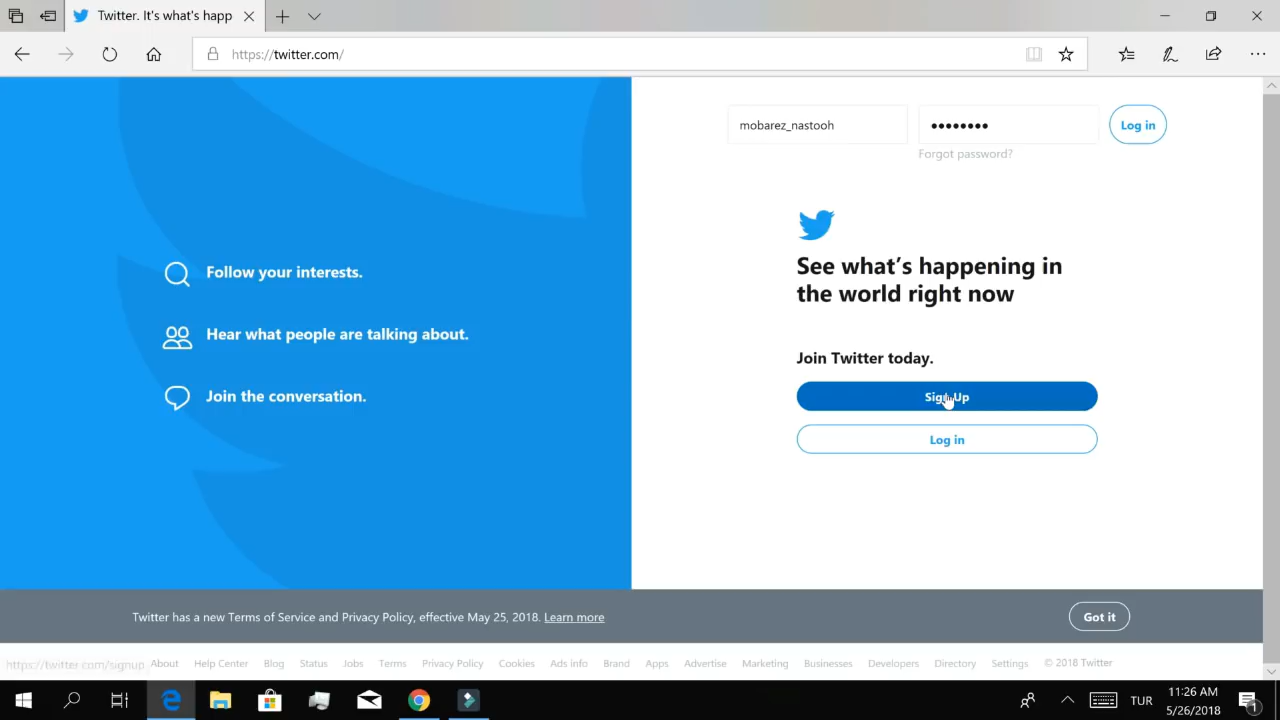 Twitter. It's what's happ
https://twitter.com/
mobarez_nastooh
Log in
Forgot password?
See what's happening in
the world right now
Follow your interests.
Hear what people are talking about.
Join the conversation.
Join Twitter today.
Sign Up
Log in
Twitter has a new Terms of Service and Privacy Policy, effective May 25, 2018. Learn more
Got it
https://twitter.com/signup
About Help Center Blog Status Jobs Terms Privacy Policy Cookies Ads info Brand Apps Advertise Marketing Businesses Developers Directory Settings © 2018 Twitter
TUR
11:26 AM
5/26/2018
1